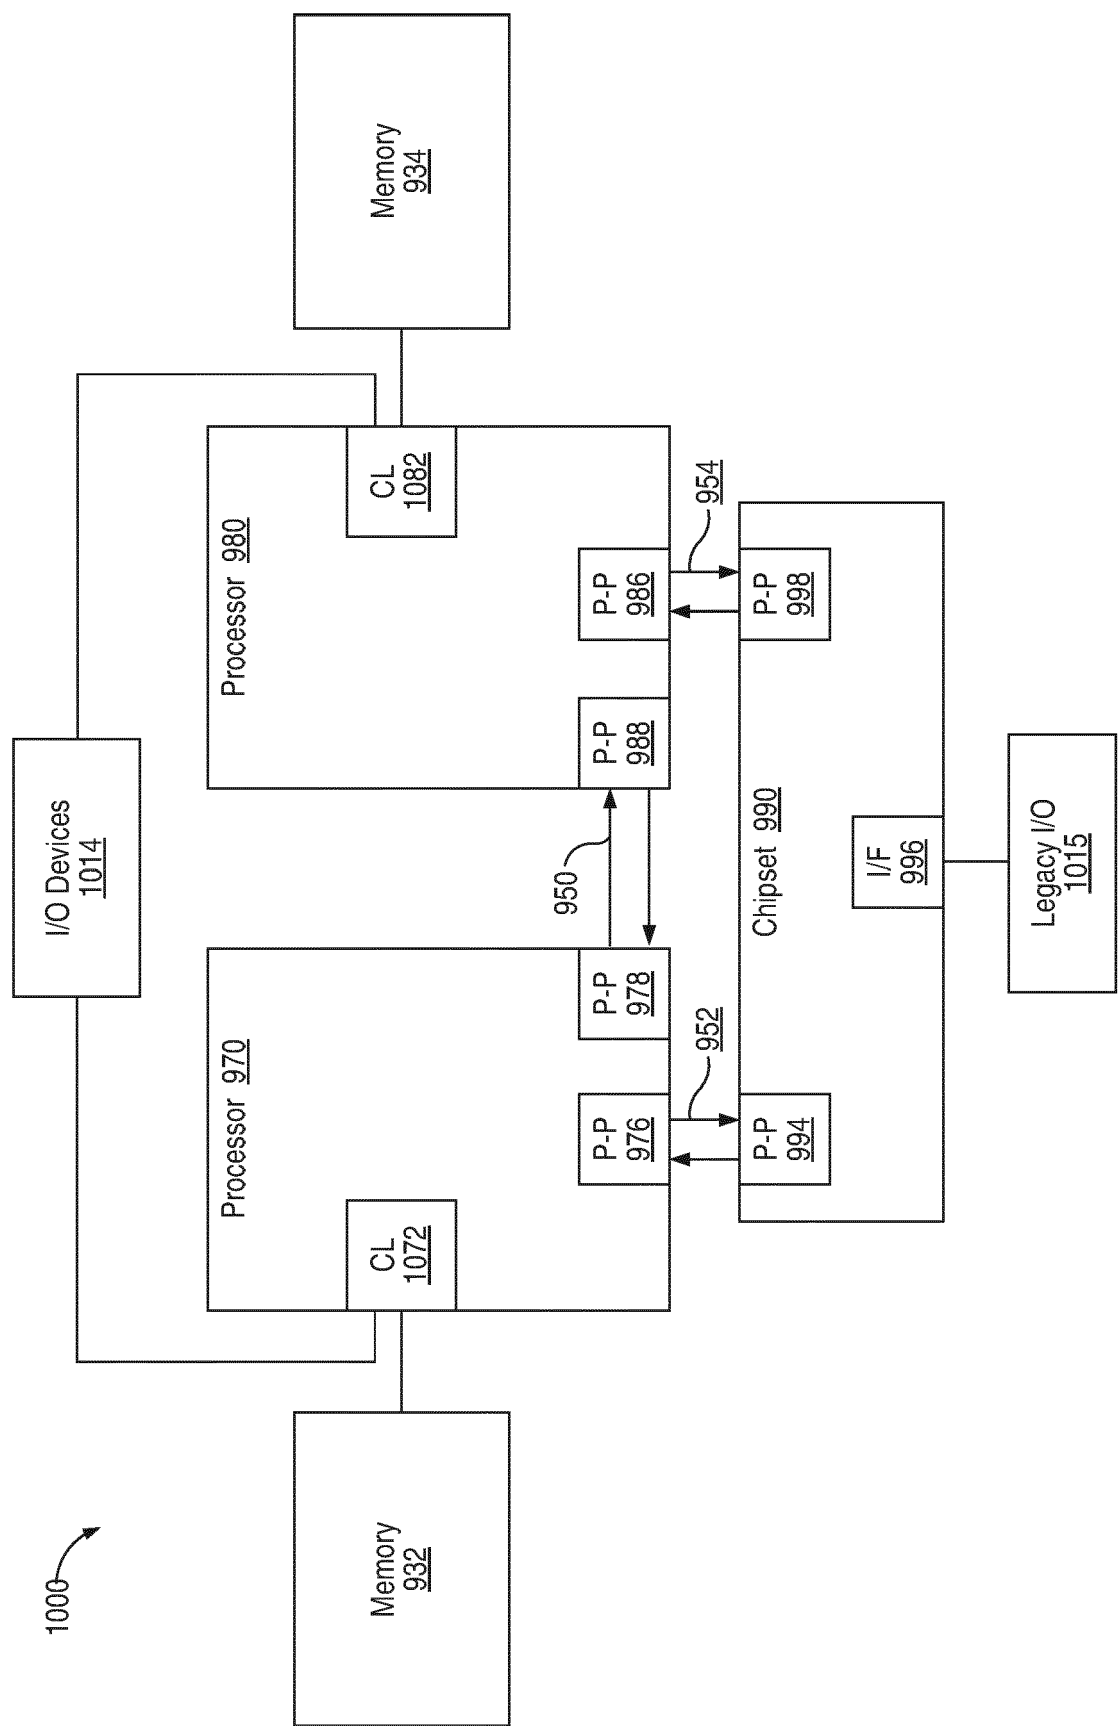 1000
I/O Devices
1014
Memory
932
Processor 970
CL
1072
P-P
976
P-P
978
950
Processor 980
CL
1082
P-P
988
P-P
986
Memory
934
952
954
Chipset 990
P-P
994
P-P
998
I/F
996
Legacy I/O
1015